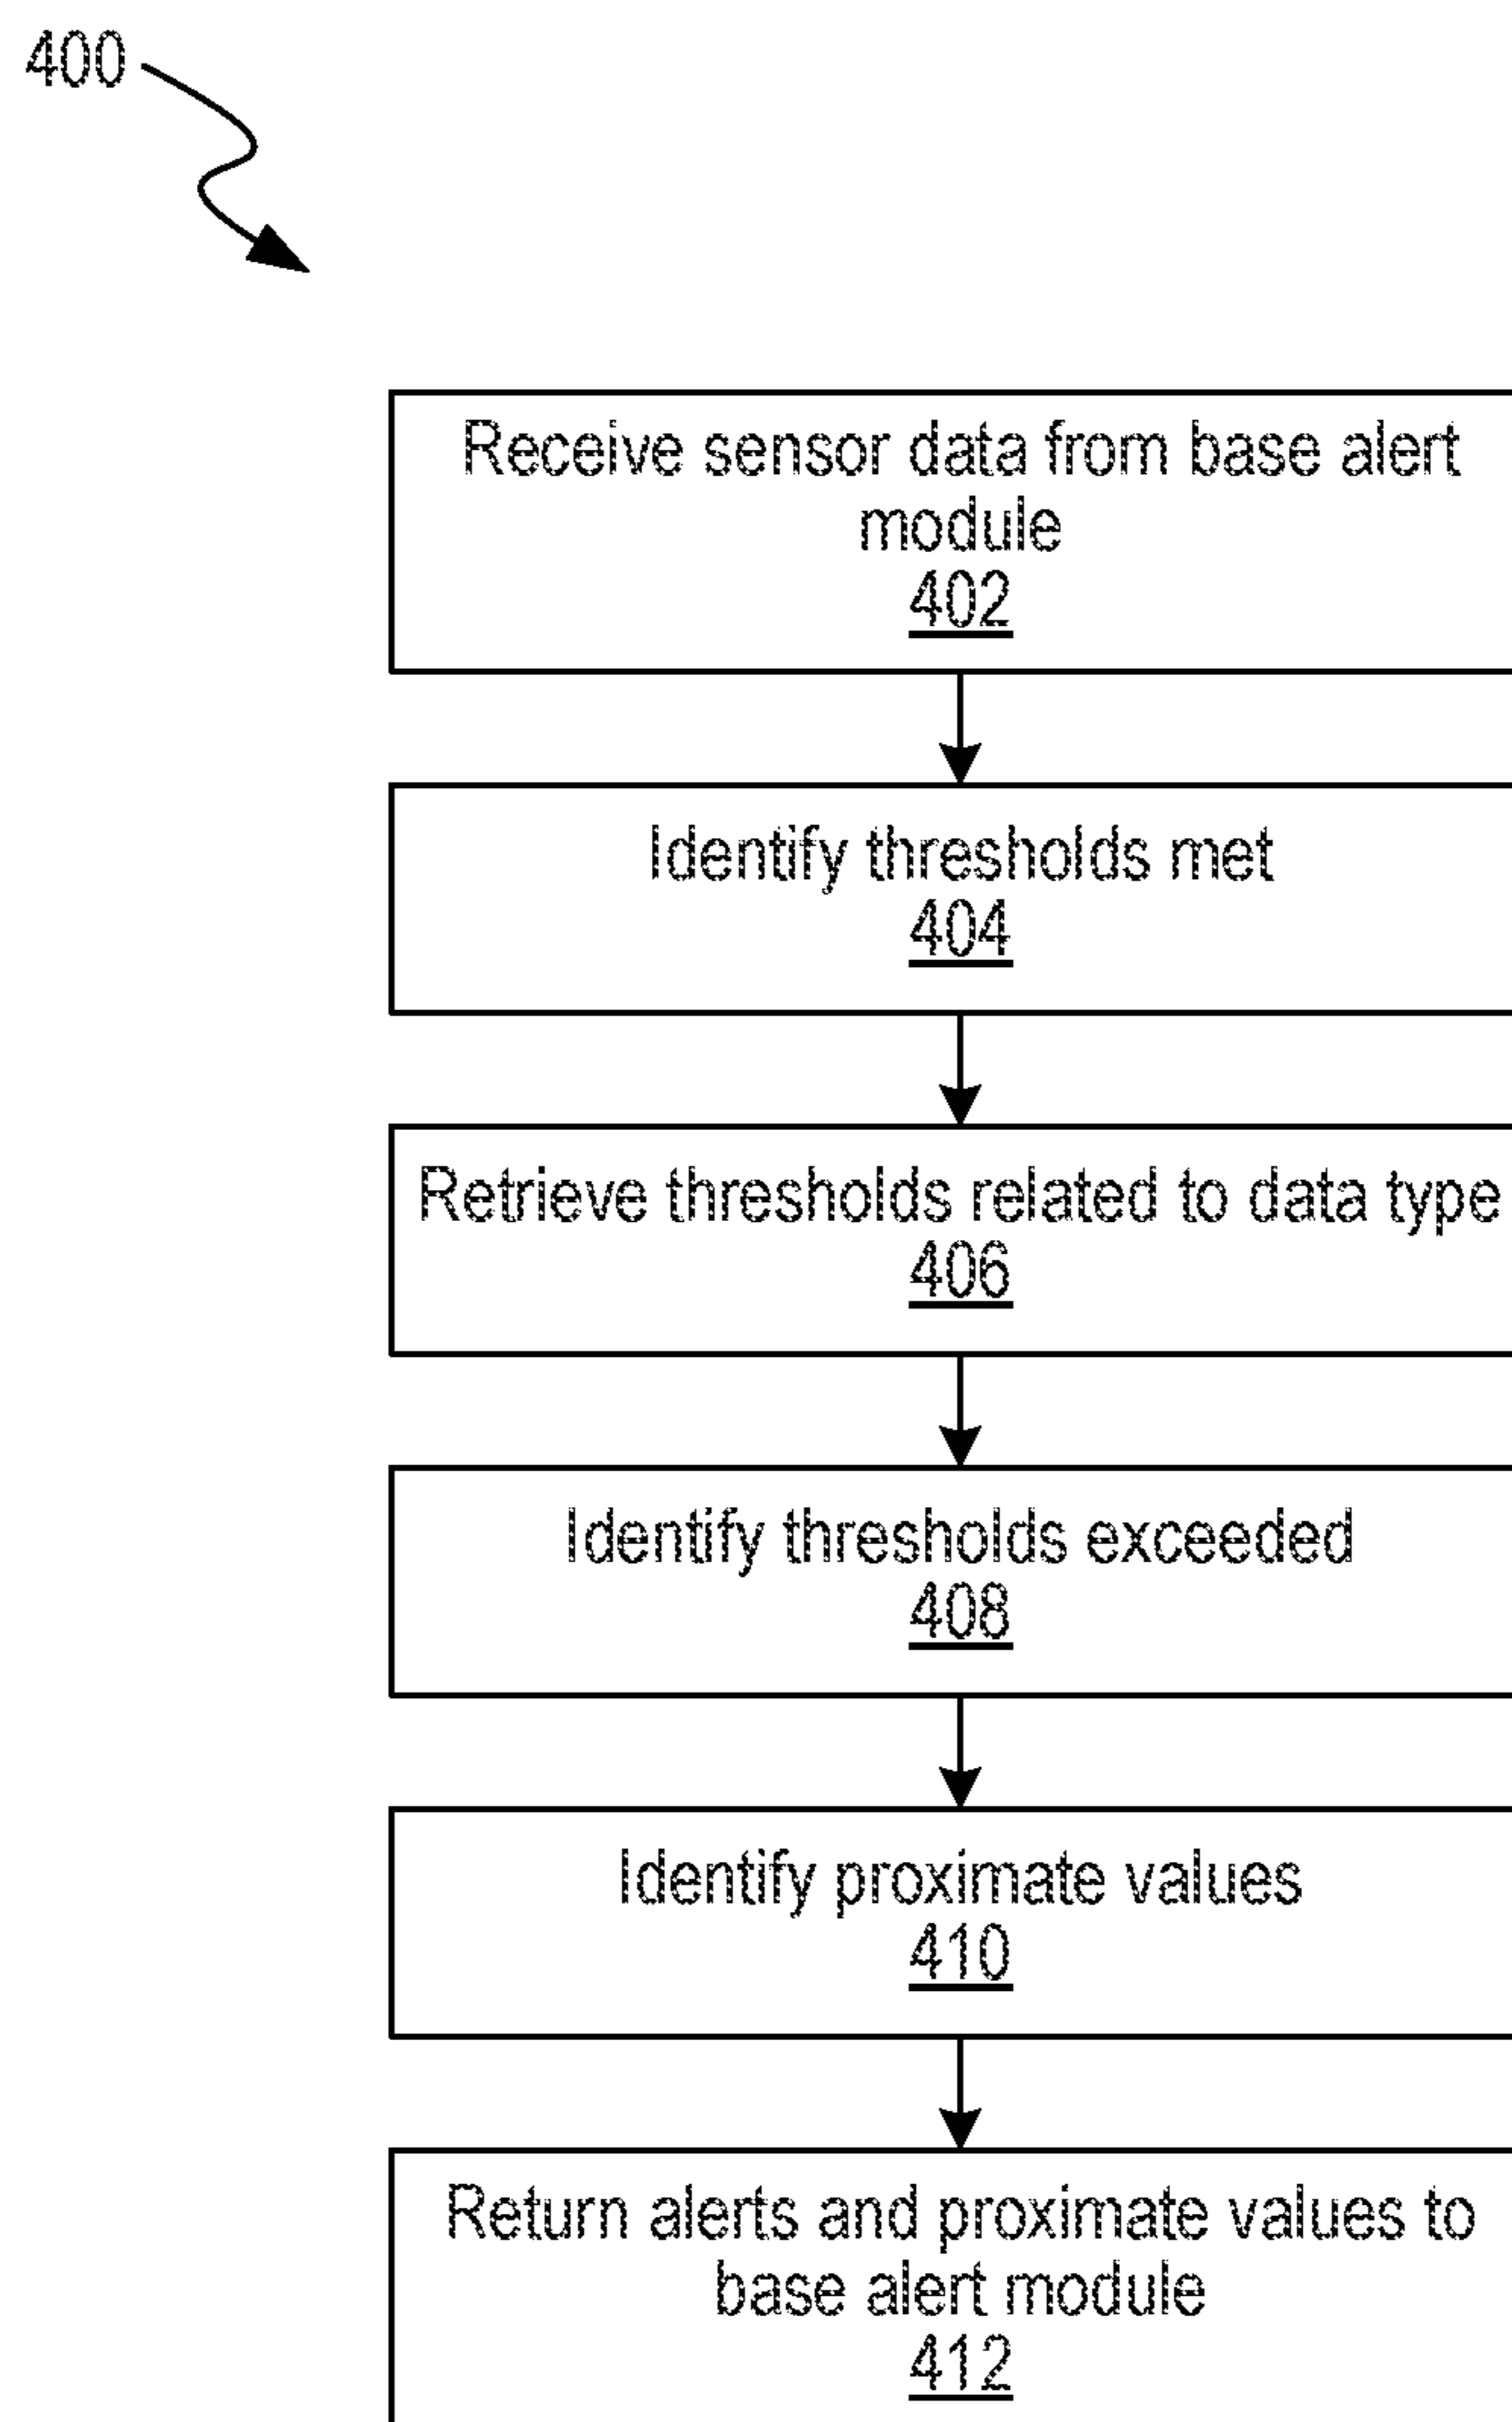 400
Receive sensor data from base alert
module
402
Identify thresholds met
404
Retrieve thresholds related to data type
406
Identify thresholds exceeded
408
Identify proximate values
410
Return alerts and proximate values to
base alert module
412